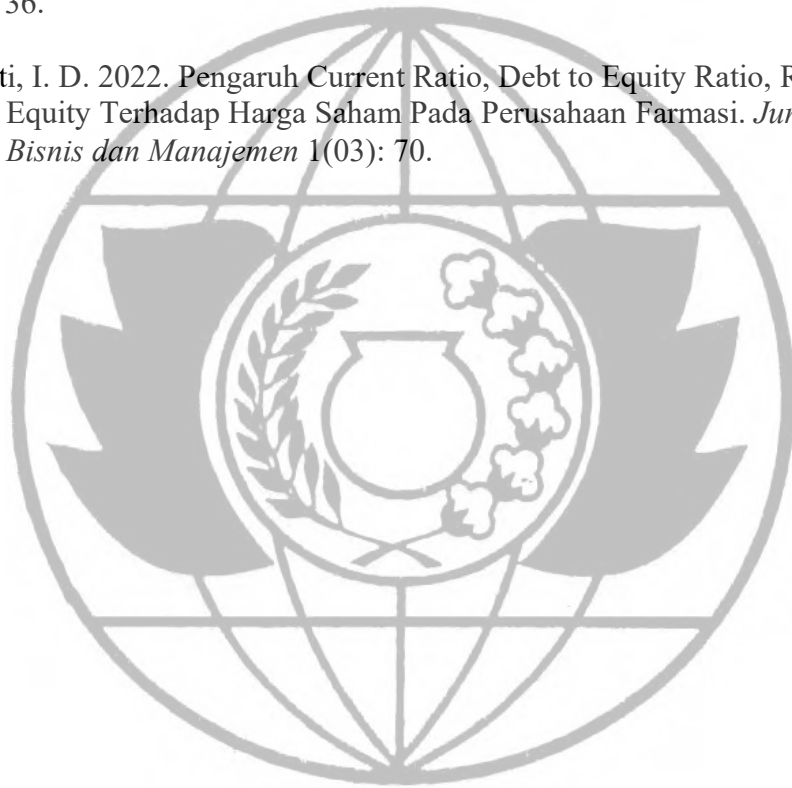 36.
ti, I. D. 2022. Pengaruh Current Ratio, Debt to Equity Ratio, R
Equity Terhadap Harga Saham Pada Perusahaan Farmasi. Jur
Bisnis dan Manajemen 1(03): 70.